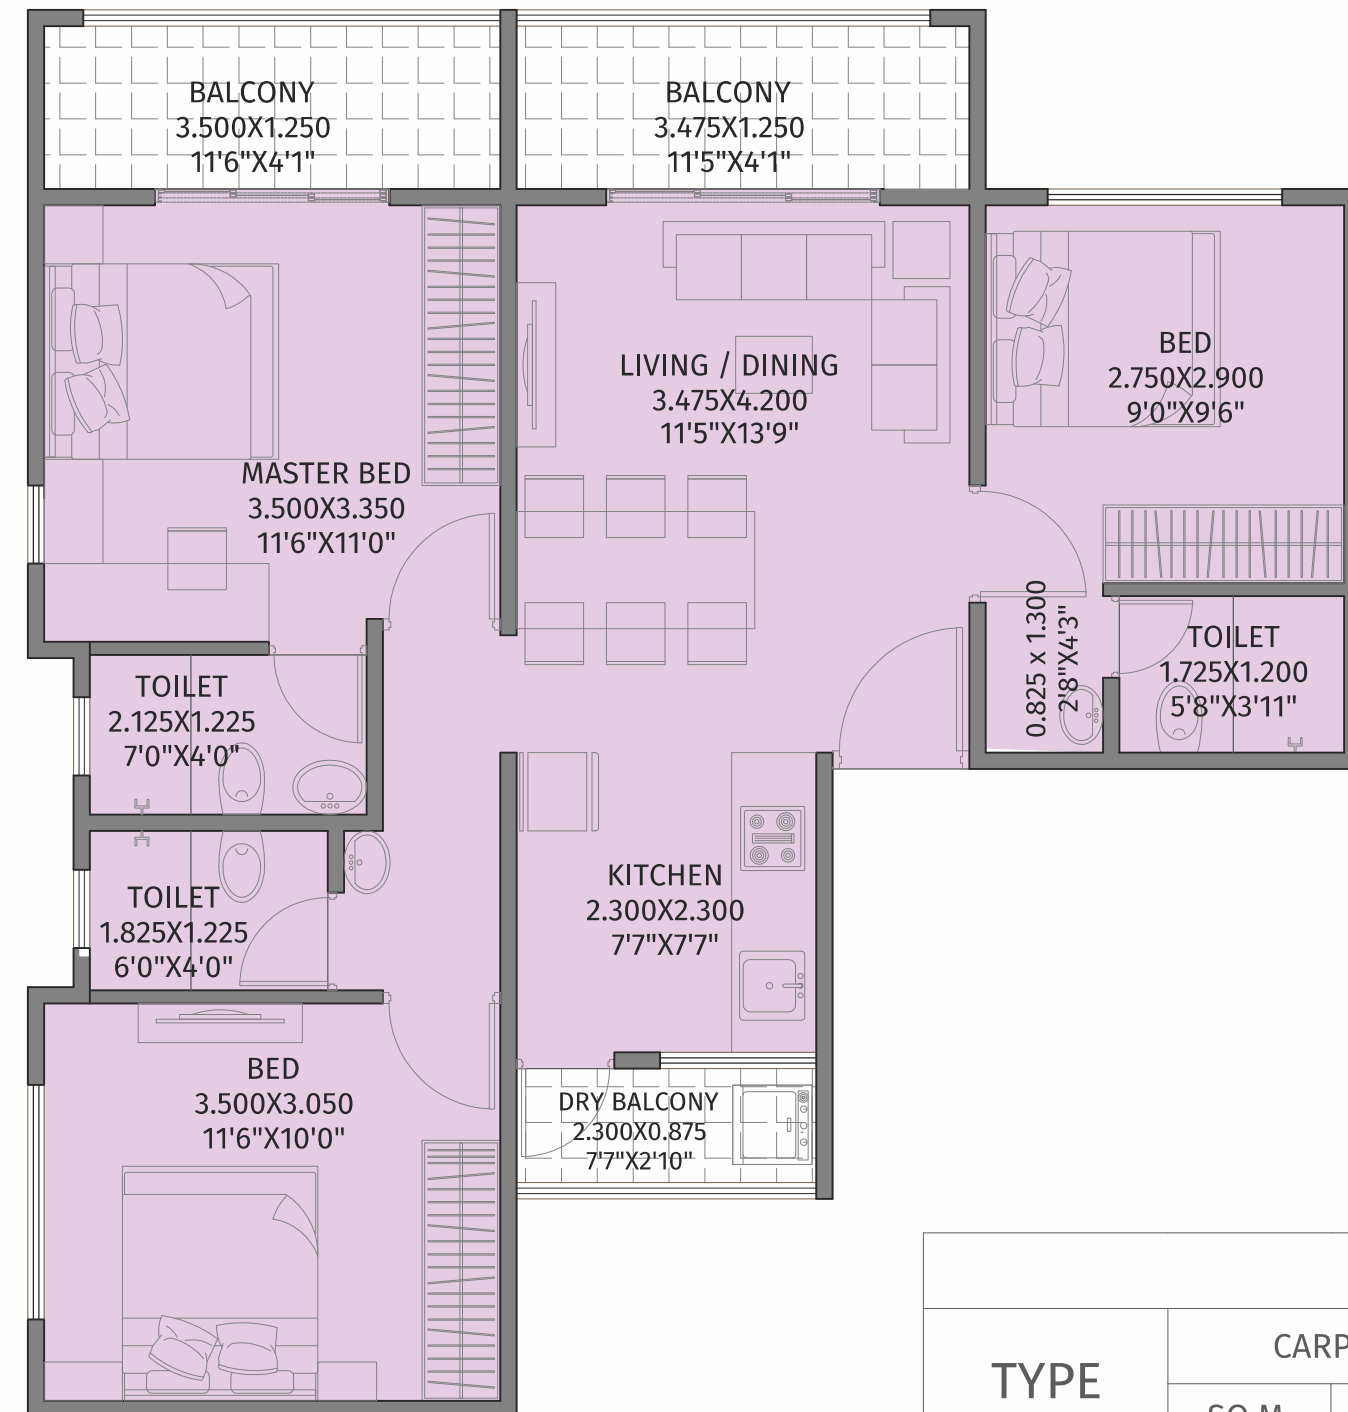 BALCONY
3.500X1.250
11'6"X4'1"
BALCONY
3.475X1.250
11'5"X4'1"
LIVING / DINING
3.475X4.200
11'5"X13'9"
BED
2.750X2.900
9'0"X9'6"
MASTER BED
3.500X3.350
11'6"X11'0"
0.825 x 1.300
2'8"X4'3"
TOILET
1.725X1.200
5'8"X3'11"
TOILET
2.125X1.225
7'0"X4'0"
TOILET
1.825X1.225
6'0"X4'0"
KITCHEN
2.300X2.300
7'7"X7'7"
BED
3.500X3.050
11'6"X10'0"
DRY BALCONY
2.300X0.875
7'7"X2'10"
TYPE
CARP
SQ.M